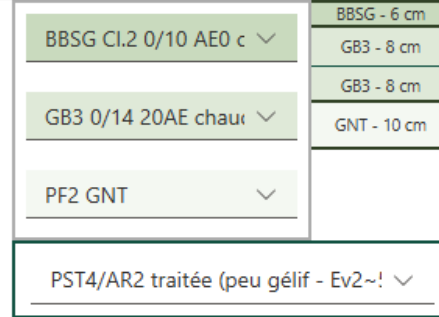 BBSG Cl.2 0/10 AE0 c
BBSG - 6 cm
GB3 - 8 cm
GB3 - 8 cm
GB3 0/14 20AE chau
GNT - 10 cm
PF2 GNT
PST4/AR2 traitée (peu gélif - Ev2~!